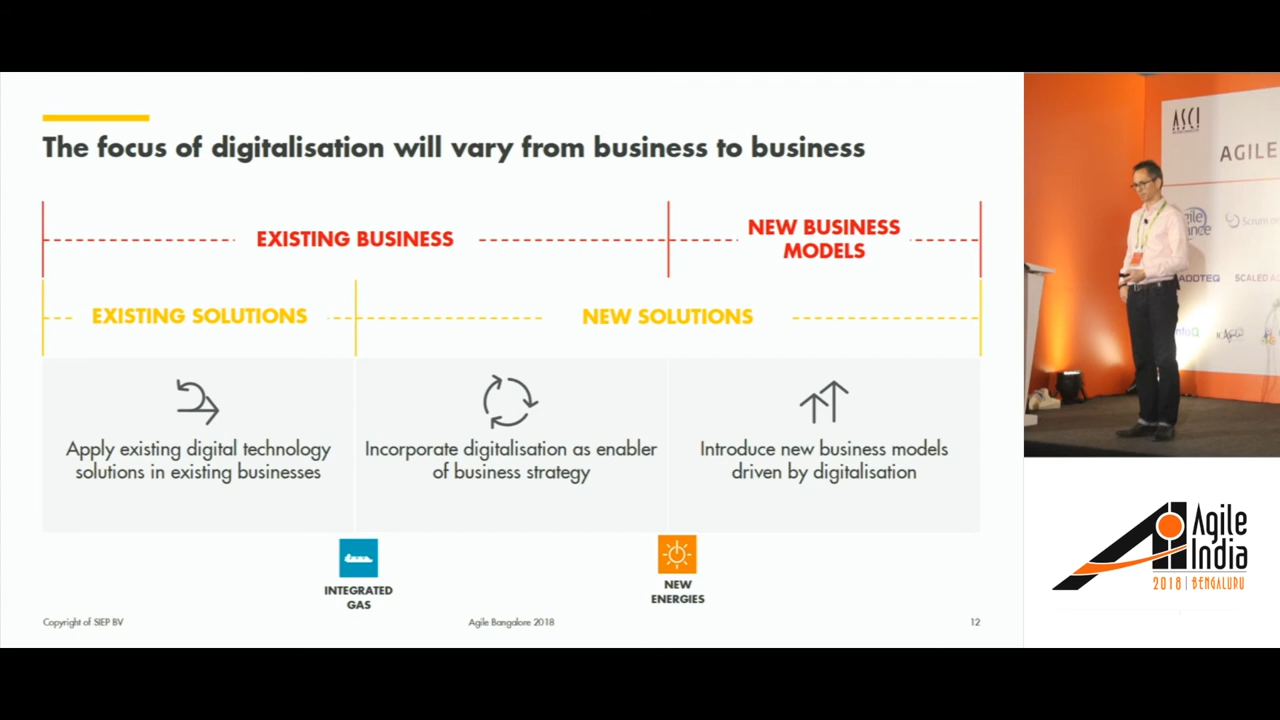 The focus of digitalisation will vary from business to business
EXISTING BUSINESS
NEW BUSINESS
MODELS
EXISTING SOLUTIONS
NEW SOLUTIONS
Apply existing digital technology
solutions in existing businesses
Incorporate digitalisation as enabler
of business strategy
Introduce new business models
driven by digitalisation
INTEGRATED
GAS
NEW
ENERGIES
Copyright of SIEP BV
Agile Bangalore 2018
12
ASCI
AGILE
ADDTEQ
Agile
India
2018 | BENGALURU